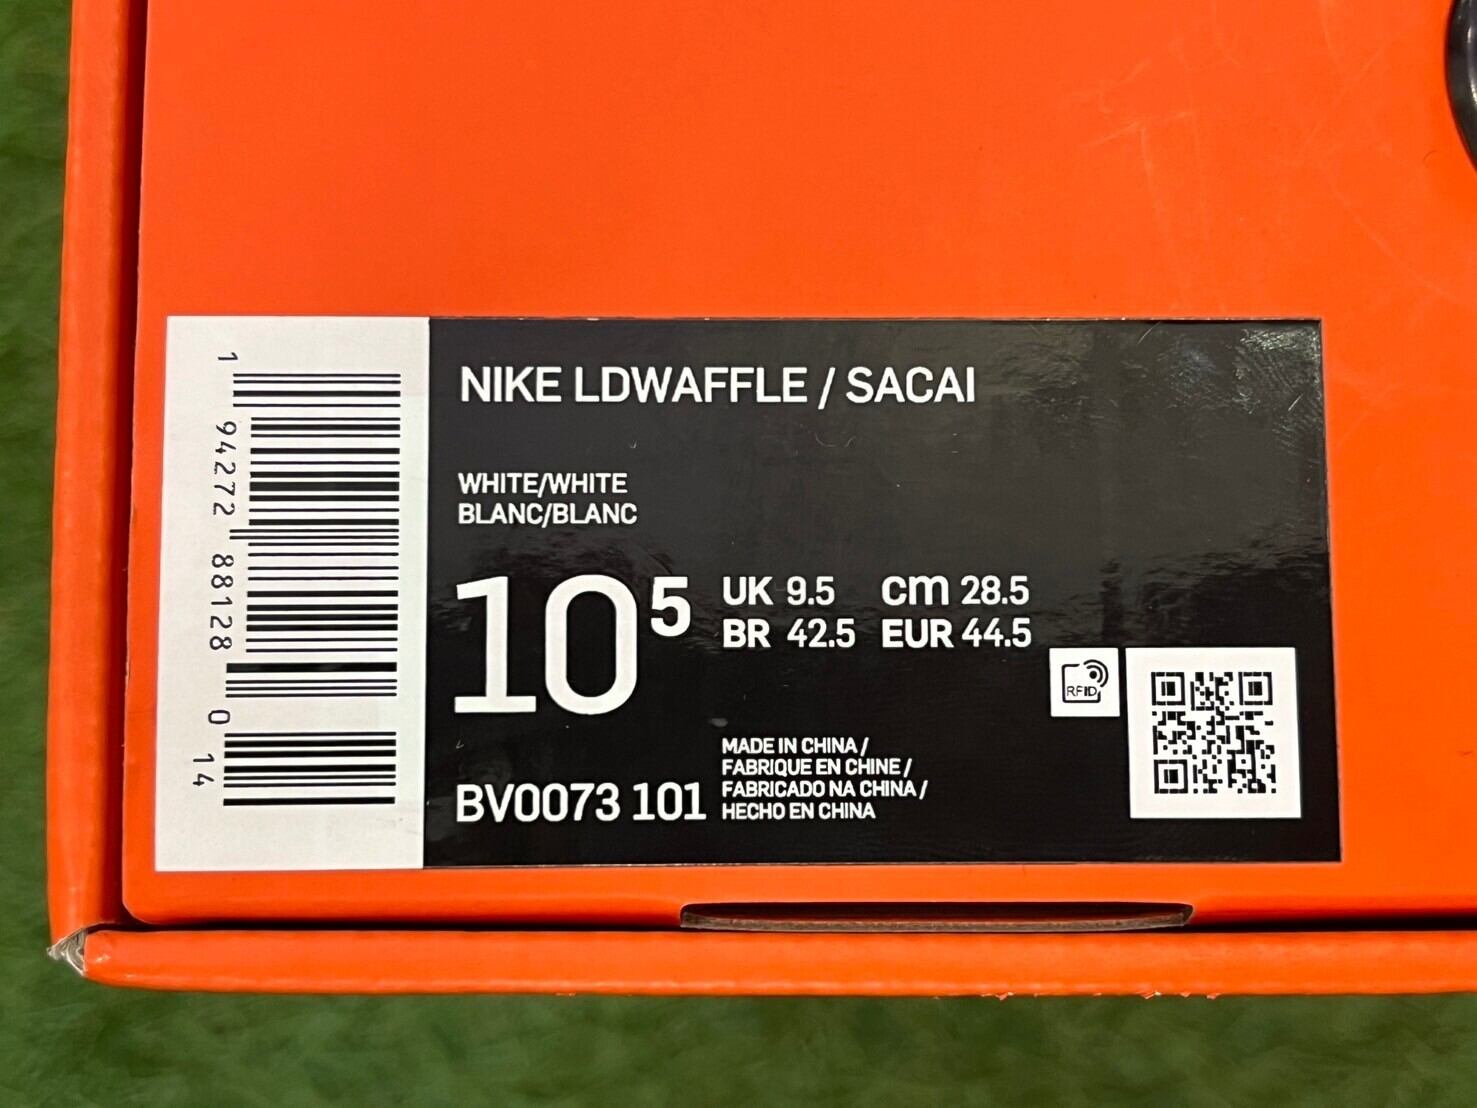 NIKE LDWAFFLE / SACAI
WHITE/WHITE
BLANC/BLANC
10 5
UK 9.5 CM 28.5
BR 42.5 EUR 44.5
RFID
BV0073 101
MADE IN CHINA /
FABRIQUE EN CHINE /
FABRICADO NA CHINA /
HECHO EN CHINA
1 94272 88128 0 14